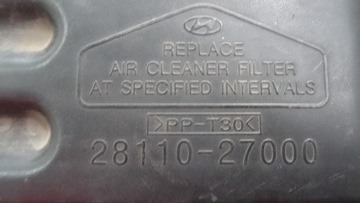 REPLACE
AIR CLEANER FILTER
AT SPECIFIED INTERVALS
>PP-T30<
28110-27000